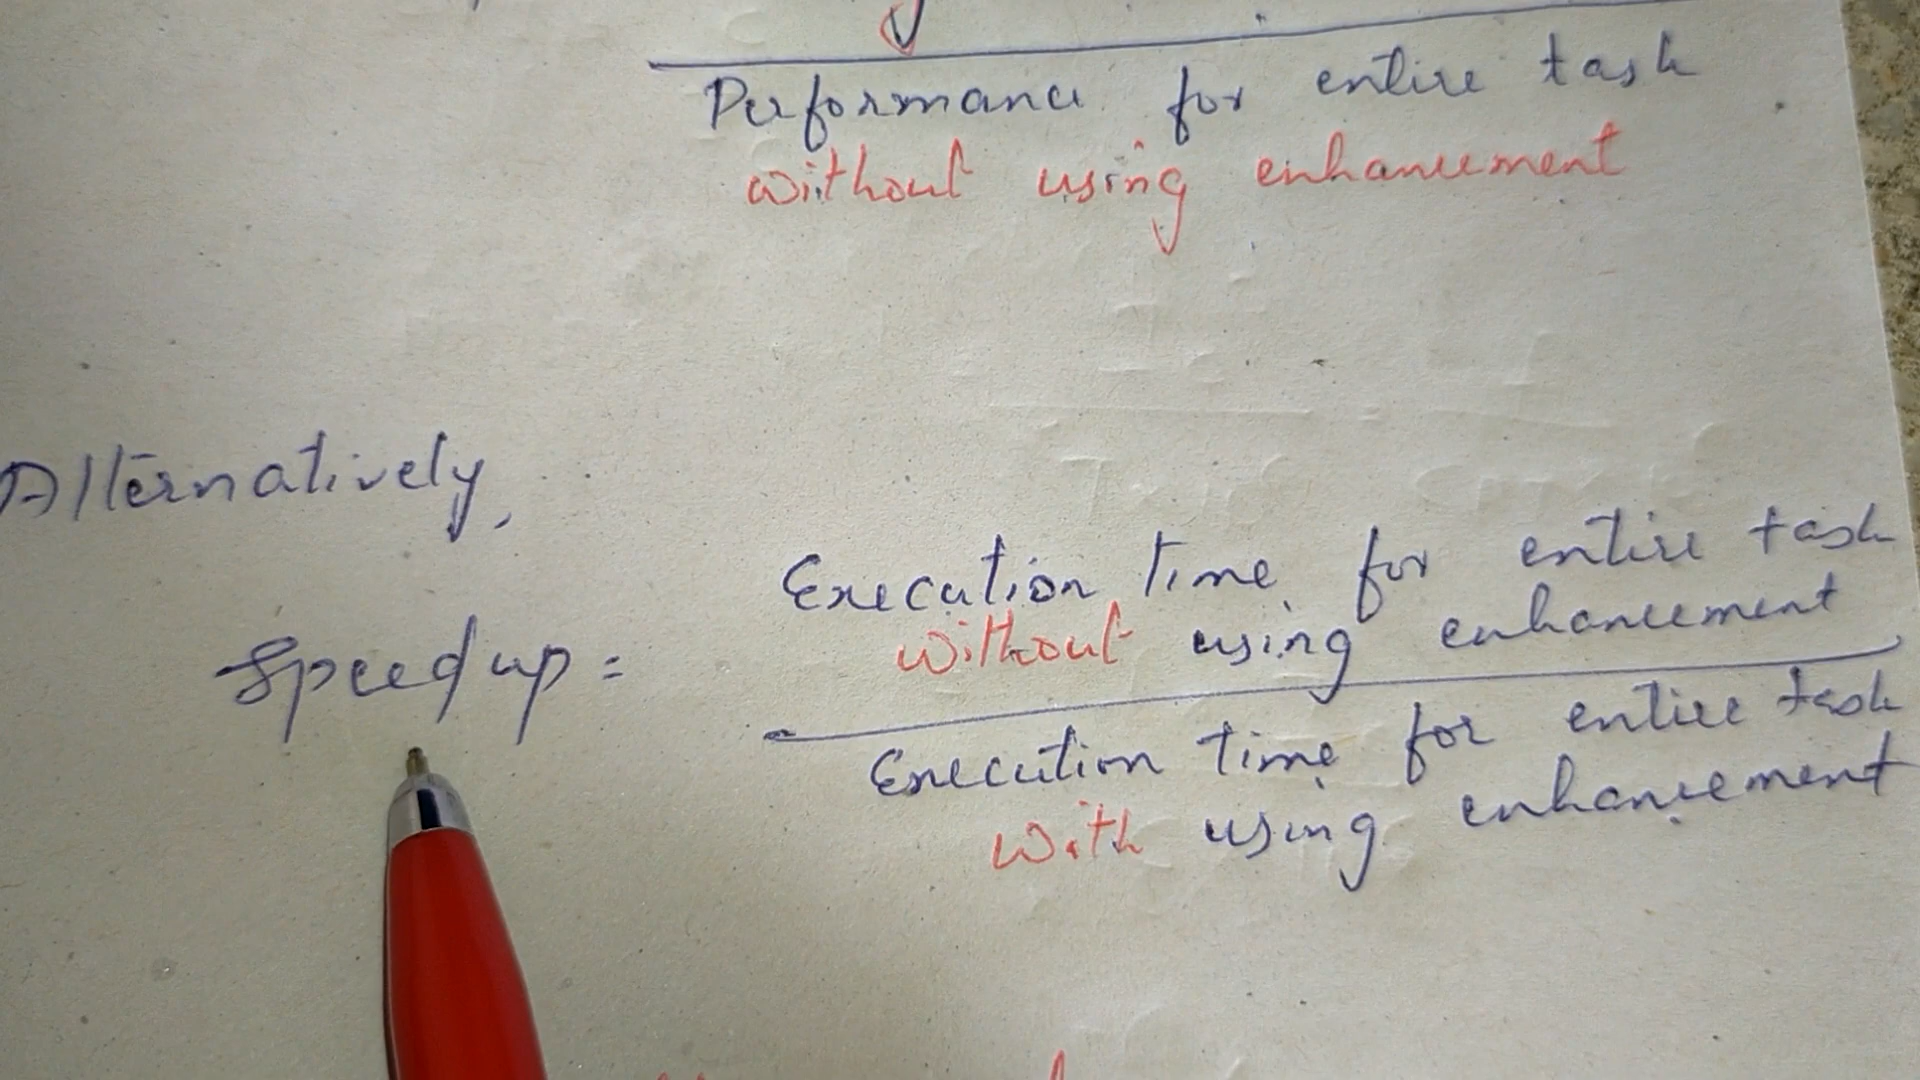 Performance for entire task
without using enhancement
Alternatively,
Execution time for entire task
without using enhancement
Speedup =
Execution time for entire task
with using enhancement